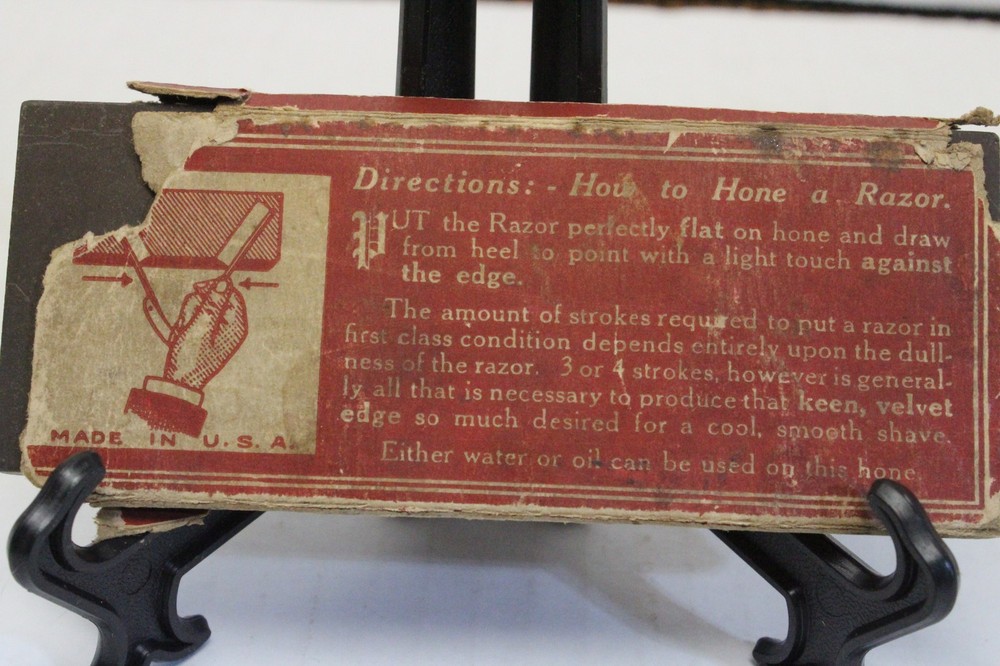 Directions: - How to Hone a Razor.
PUT the Razor perfectly flat on hone and draw
from heel to point with a light touch against
the edge.
The amount of strokes required to put a razor in
first class condition depends entirely upon the dull-
ness of the razor. 3 or 4 strokes, however is general-
ly all that is necessary to produce that keen, velvet
edge so much desired for a cool, smooth shave.
Either water or oil can be used on this hone
MADE IN U.S.A.